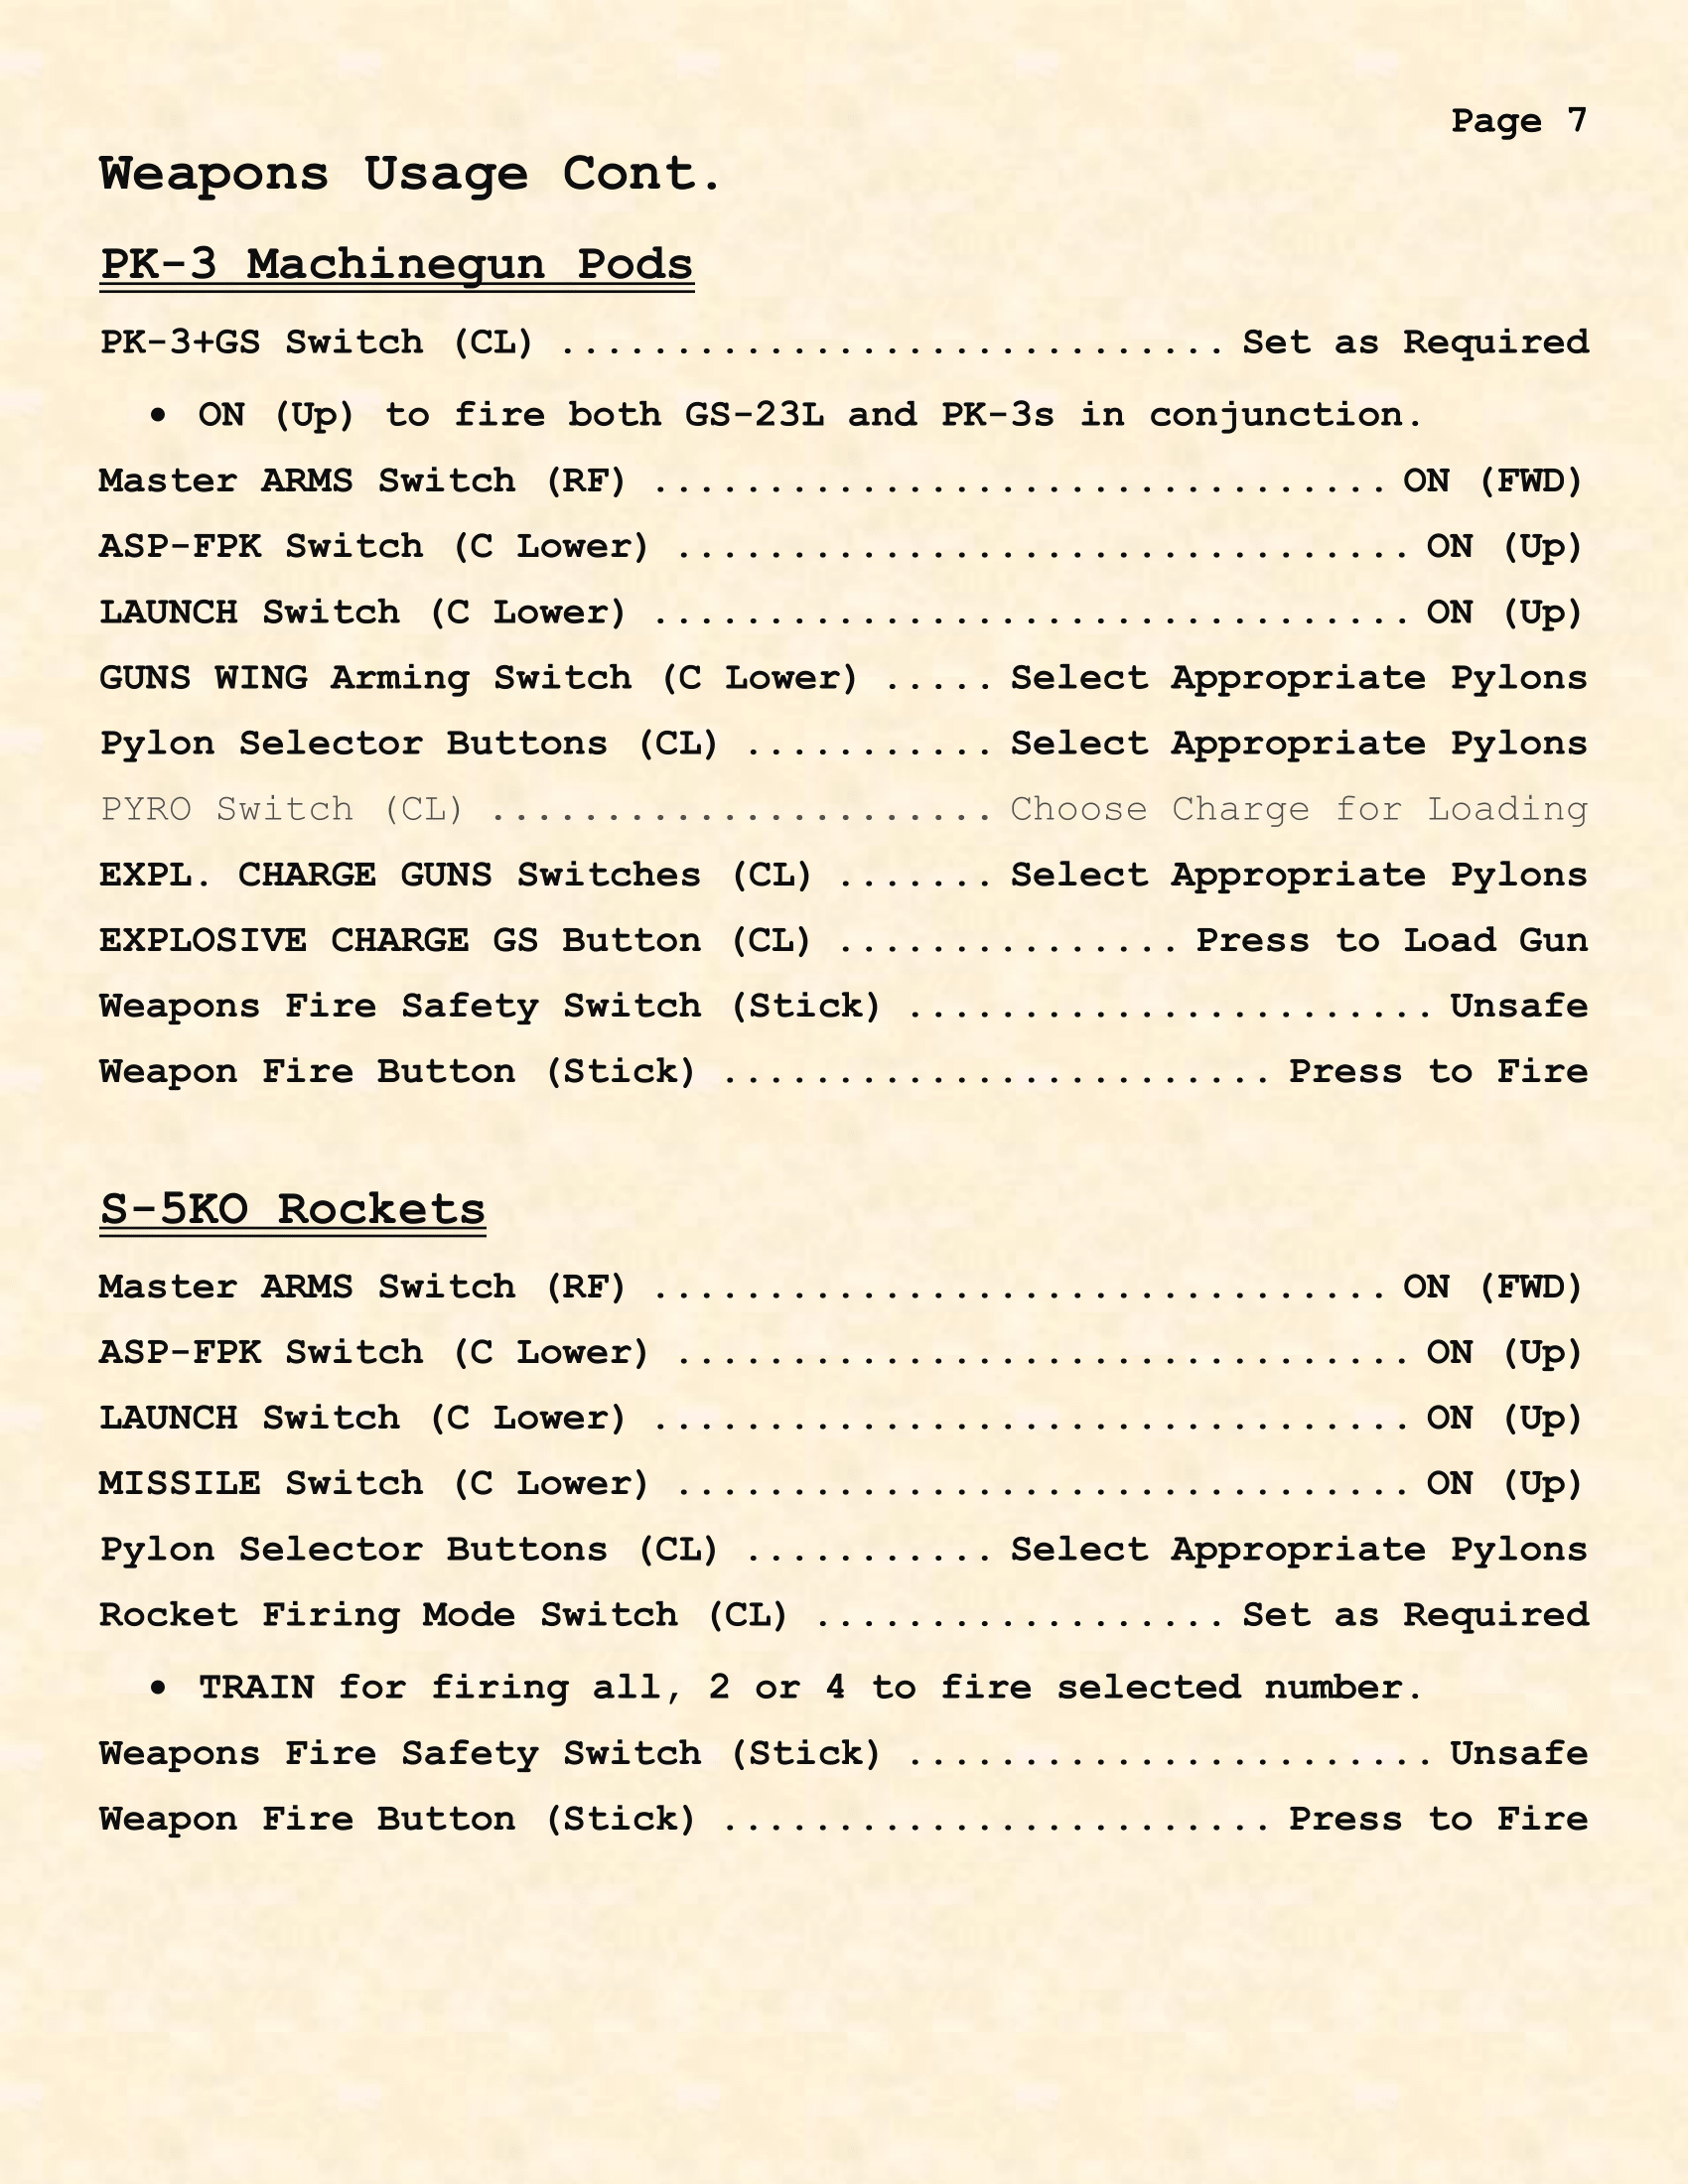 Page 7
Weapons Usage Cont.
PK-3 Machinegun Pods
PK-3+GS Switch (CL) ............................. Set as Required
• ON (Up) to fire both GS-23L and PK-3s in conjunction.
Master ARMS Switch (RF) ................................ ON (FWD)
ASP-FPK Switch (C Lower) ................................ ON (Up)
LAUNCH Switch (C Lower) ................................. ON (Up)
GUNS WING Arming Switch (C Lower) ..... Select Appropriate Pylons
Pylon Selector Buttons (CL) ........... Select Appropriate Pylons
PYRO Switch (CL) ...................... Choose Charge for Loading
EXPL. CHARGE GUNS Switches (CL) ....... Select Appropriate Pylons
EXPLOSIVE CHARGE GS Button (CL) ............... Press to Load Gun
Weapons Fire Safety Switch (Stick) ....................... Unsafe
Weapon Fire Button (Stick) ........................ Press to Fire
S-5KO Rockets
Master ARMS Switch (RF) ................................ ON (FWD)
ASP-FPK Switch (C Lower) ................................ ON (Up)
LAUNCH Switch (C Lower) ................................. ON (Up)
MISSILE Switch (C Lower) ................................ ON (Up)
Pylon Selector Buttons (CL) ........... Select Appropriate Pylons
Rocket Firing Mode Switch (CL) .................. Set as Required
• TRAIN for firing all, 2 or 4 to fire selected number.
Weapons Fire Safety Switch (Stick) ....................... Unsafe
Weapon Fire Button (Stick) ........................ Press to Fire